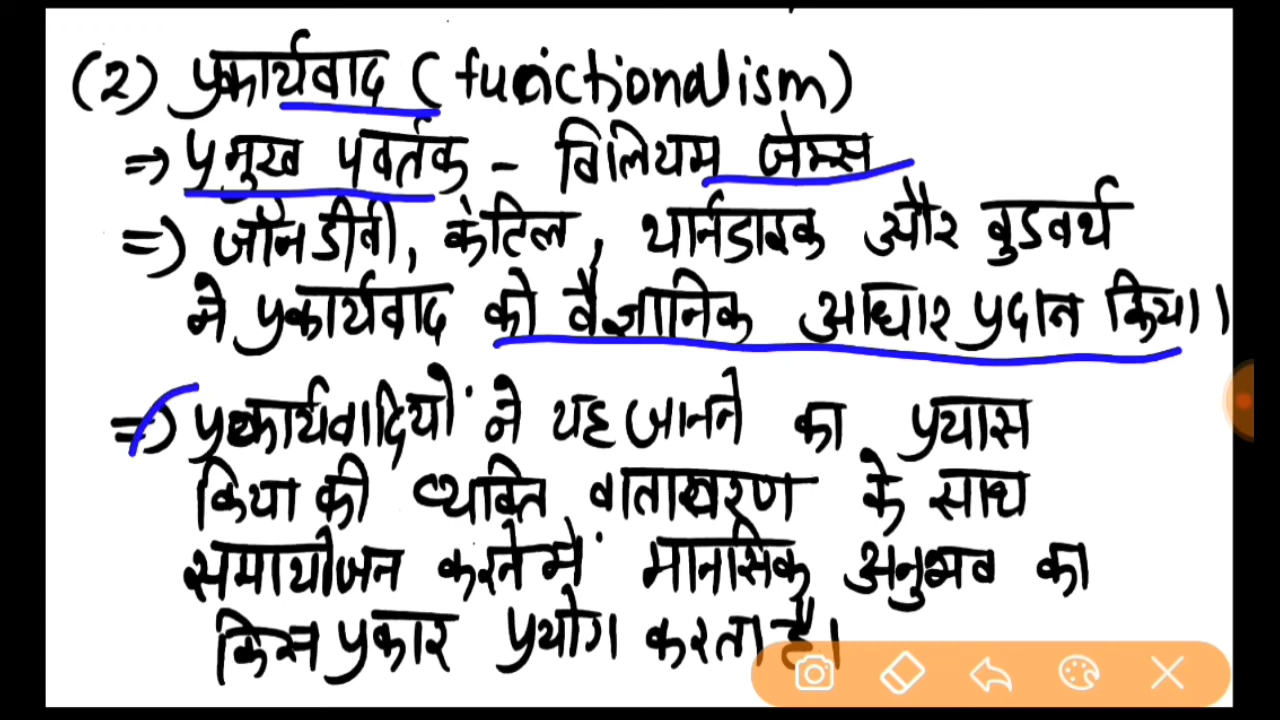 (2) प्रकार्यवाद (functionalism)
=> प्रमुख प्रवर्तक - विलियम जेम्स
=> जॉन डीवी, केटिल, थार्नडाइक और वुडवर्थ
ने प्रकार्यवाद को वैज्ञानिक आधार प्रदान किया।
=> प्रकार्यवादियों ने यह जानने का प्रयास
किया की व्यक्ति वातावरण के साथ
समायोजन करने में मानसिक अनुभव का
किस प्रकार प्रयोग करता है।